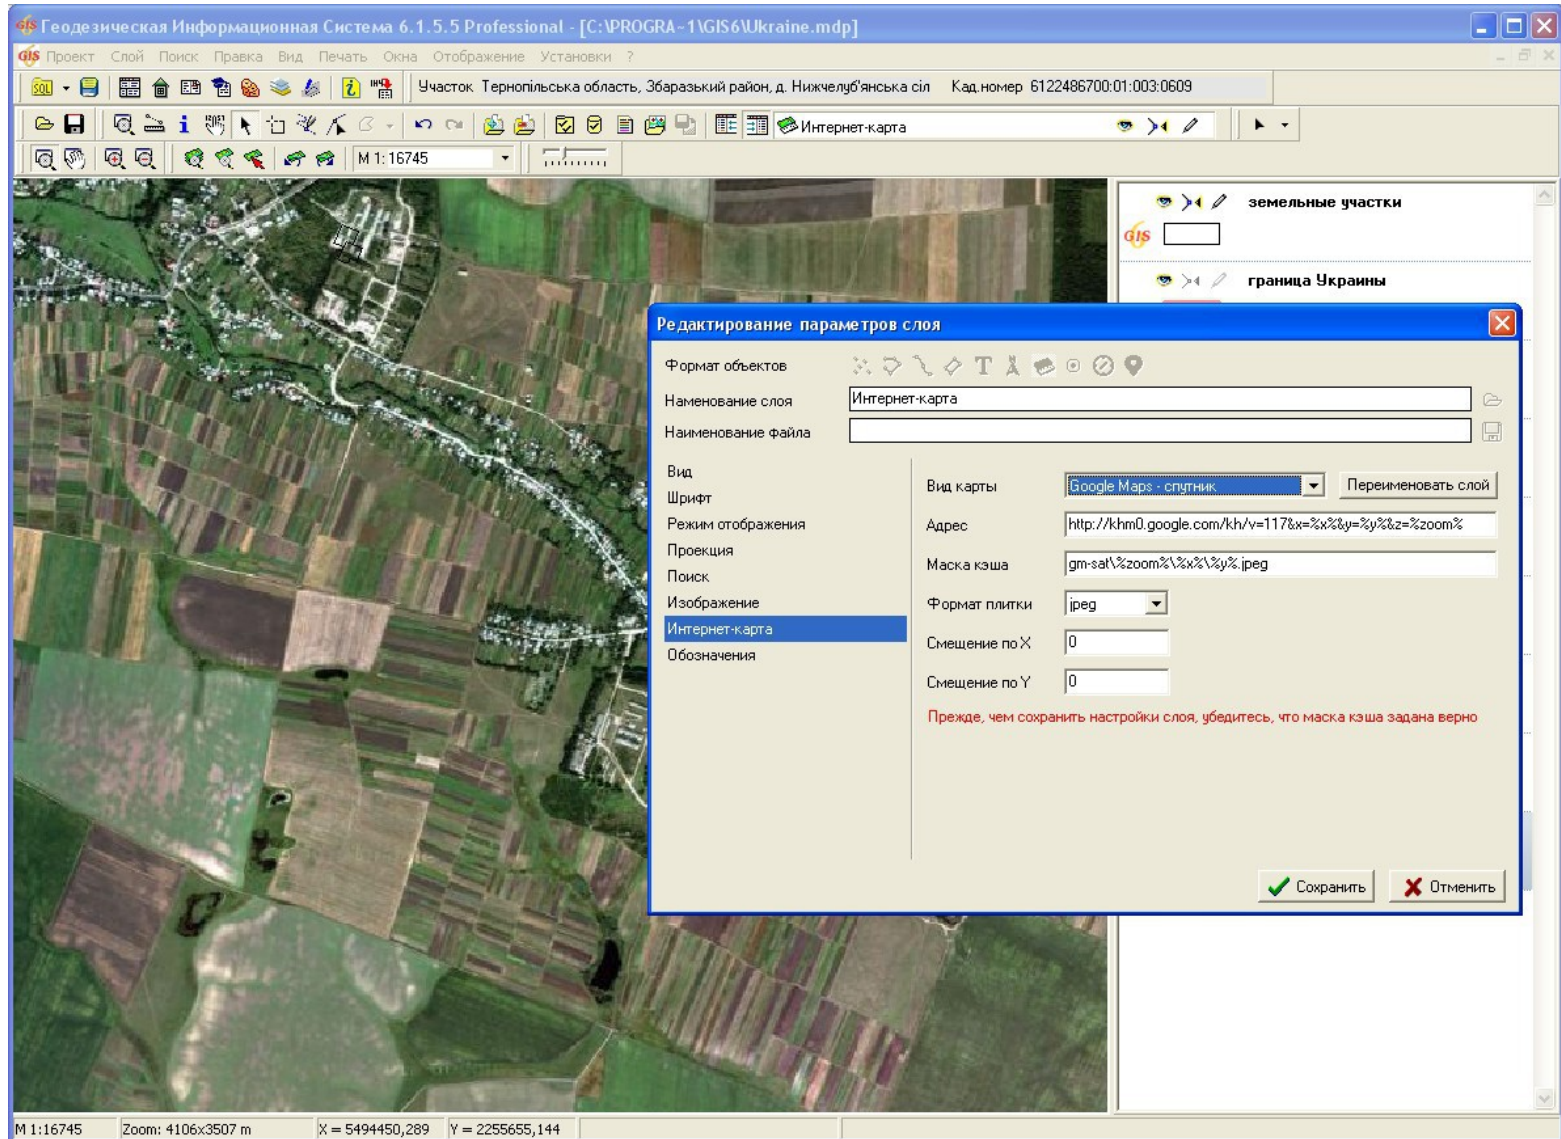 Геодезическая Информационная Система 6.1.5.5 Professional - [C:\PROGRA~1\GIS6\Ukraine.mdp]
GIS Проект Слой Поиск Правка Вид Печать Окна Отображение Установки ?
SQL Участок Тернопільська область, Збаразький район, д. Нижчелуб'янська сіл Кад.номер 6122486700:01:003:0609
Интернет-карта
M 1:16745
земельные участки
GIS
граница Украины
Редактирование параметров слоя
Формат объектов
Наменование слоя Интернет-карта
Наименование файла
Вид
Шрифт
Режим отображения
Проекция
Поиск
Изображение
Интернет-карта
Обозначения
Вид карты Google Maps - спутник Переименовать слой
Адрес http://khm0.google.com/kh/v=117&x=%x%&y=%y%&z=%zoom%
Маска кэша gm-sat\%zoom%\%x%\%y%.jpeg
Формат плитки jpeg
Смещение по X 0
Смещение по Y 0
Прежде, чем сохранить настройки слоя, убедитесь, что маска кэша задана верно
Сохранить Отменить
M 1:16745 Zoom: 4106x3507 m X = 5494450,289 Y = 2255655,144